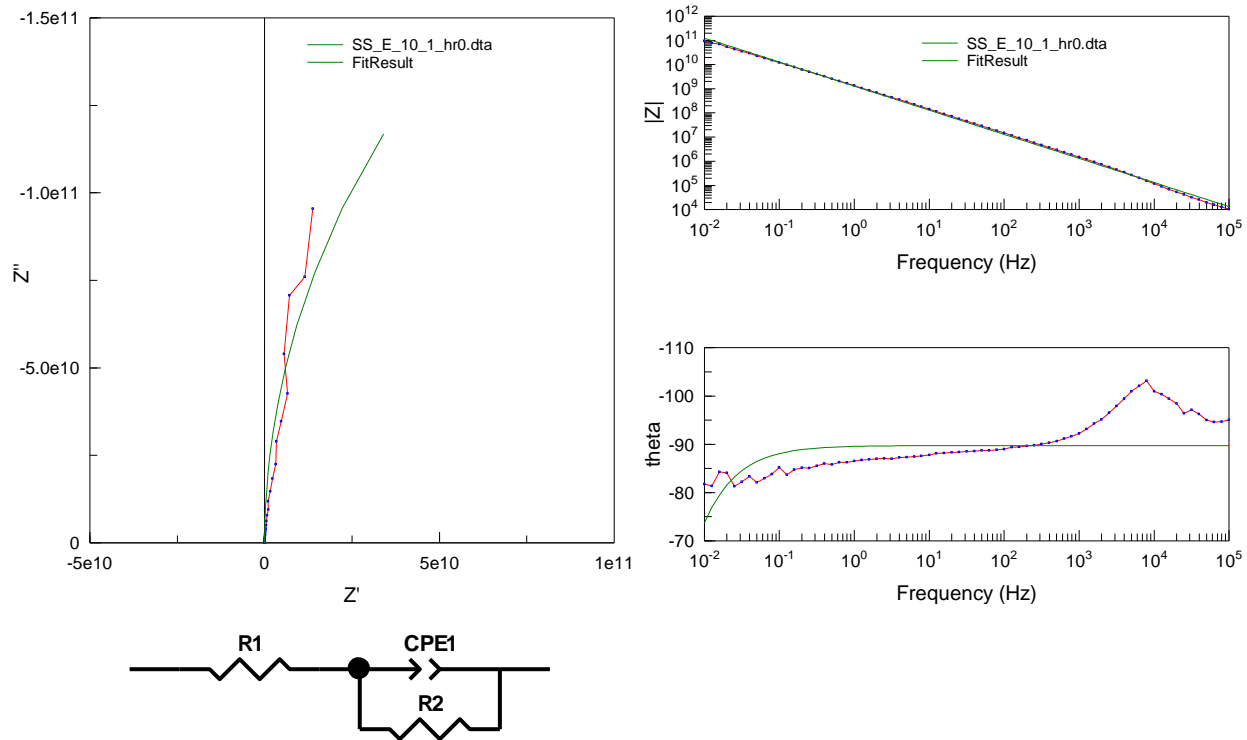 -1.5e11
-1.0e11
-5.0e10
0
-5e10
0
5e10
1e11
Z'
Z''
SS_E_10_1_hr0.dta
FitResult
10^12
10^11
10^10
10^9
10^8
10^7
10^6
10^5
10^4
|Z|
SS_E_10_1_hr0.dta
FitResult
10^-2
10^-1
10^0
10^1
10^2
10^3
10^4
10^5
Frequency (Hz)
-110
-100
-90
-80
-70
theta
10^-2
10^-1
10^0
10^1
10^2
10^3
10^4
10^5
Frequency (Hz)
R1
CPE1
R2